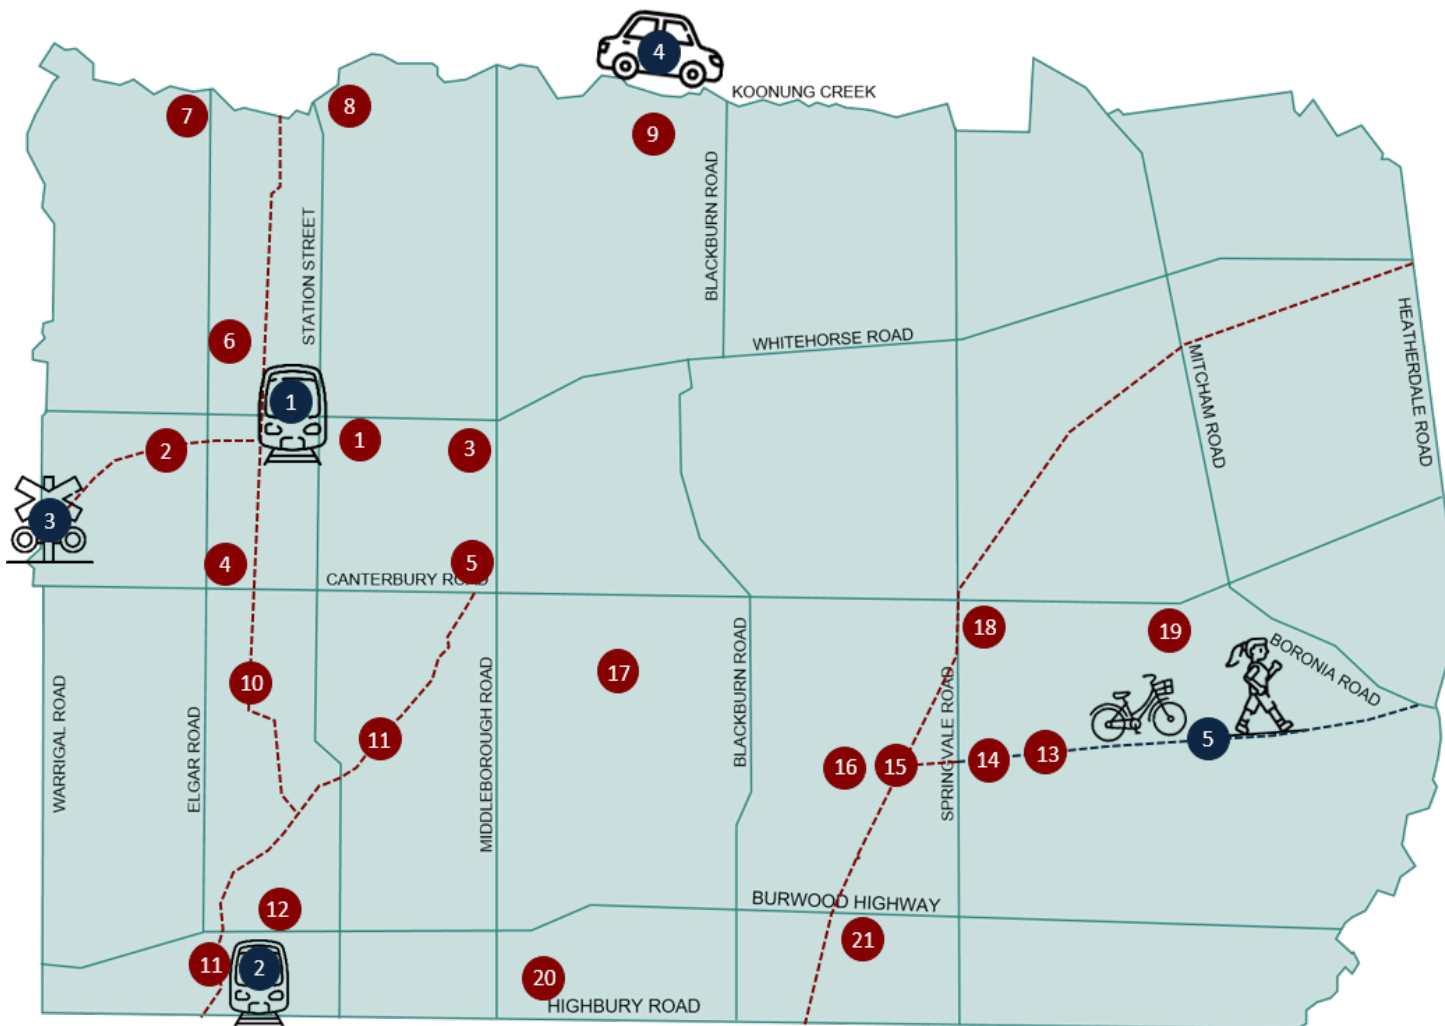 4
KOONUNG CREEK
7
8
9
BLACKBURN ROAD
STATION STREET
6
WHITEHORSE ROAD
HEATHERDALE ROAD
MITCHAM ROAD
1
1
2
3
3
4
5
CANTERBURY ROAD
18
19
BORONIA ROAD
17
10
WARRIGAL ROAD
ELGAR ROAD
MIDDLEBOROUGH ROAD
BLACKBURN ROAD
SPRINGVALE ROAD
11
5
13
14
15
16
BURWOOD HIGHWAY
12
21
11
2
20
HIGHBURY ROAD